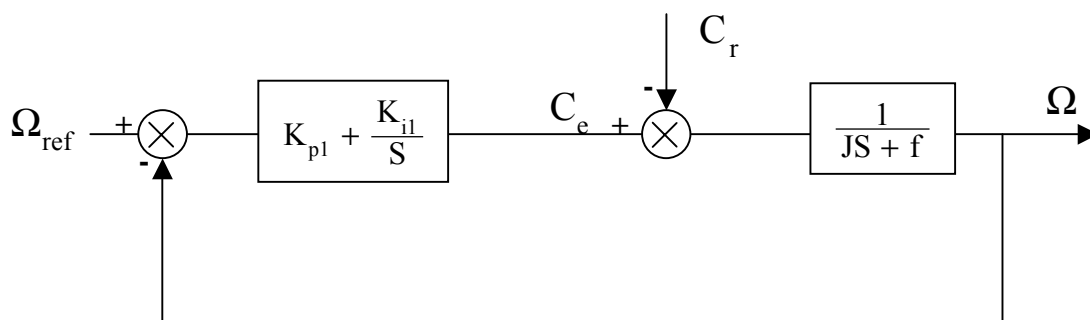 C_r
-
Ω_ref
+
-
K_p1 + K_i1/S
C_e
+
1/(JS + f)
Ω